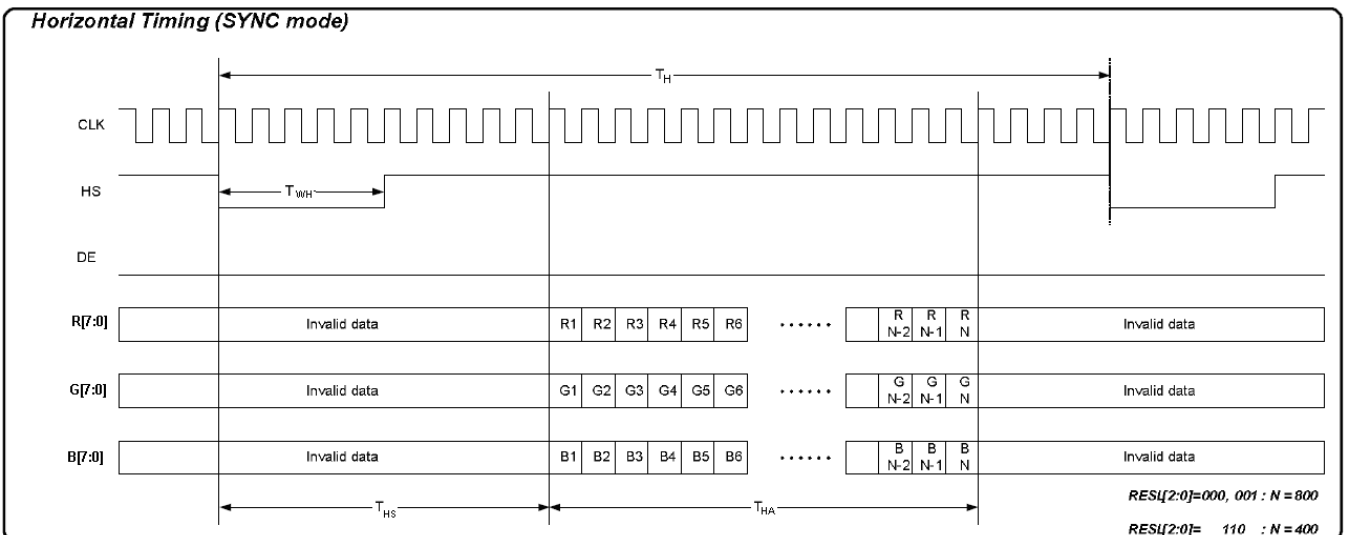 Horizontal Timing (SYNC mode)
TH
CLK
HS
TWH
DE
R[7:0] Invalid data R1 R2 R3 R4 R5 R6 ...... R N-2 R N-1 R N Invalid data
G[7:0] Invalid data G1 G2 G3 G4 G5 G6 ...... G N-2 G N-1 G N Invalid data
B[7:0] Invalid data B1 B2 B3 B4 B5 B6 ...... B N-2 B N-1 B N Invalid data
THS THA
RESL[2:0]=000, 001 : N = 800
RESL[2:0]= 110 : N = 400